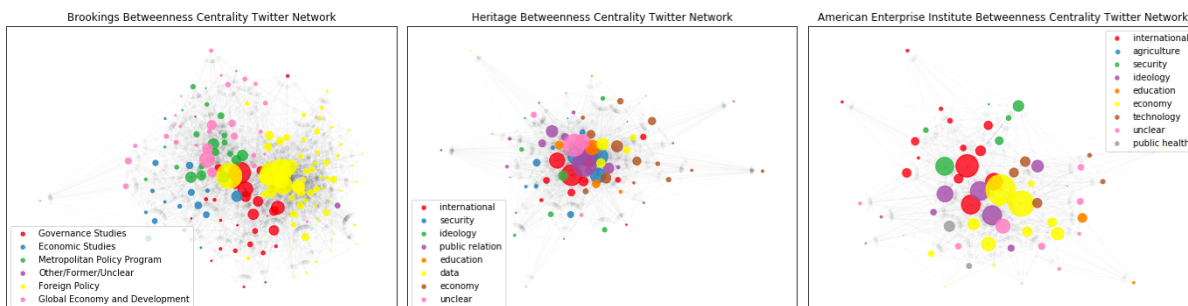 Brookings Betweenness Centrality Twitter Network
Governance Studies
Economic Studies
Metropolitan Policy Program
Other/Former/Unclear
Foreign Policy
Global Economy and Development
Heritage Betweenness Centrality Twitter Network
international
security
ideology
public relation
education
data
economy
unclear
American Enterprise Institute Betweenness Centrality Twitter Network
international
agriculture
security
ideology
education
economy
technology
unclear
public health